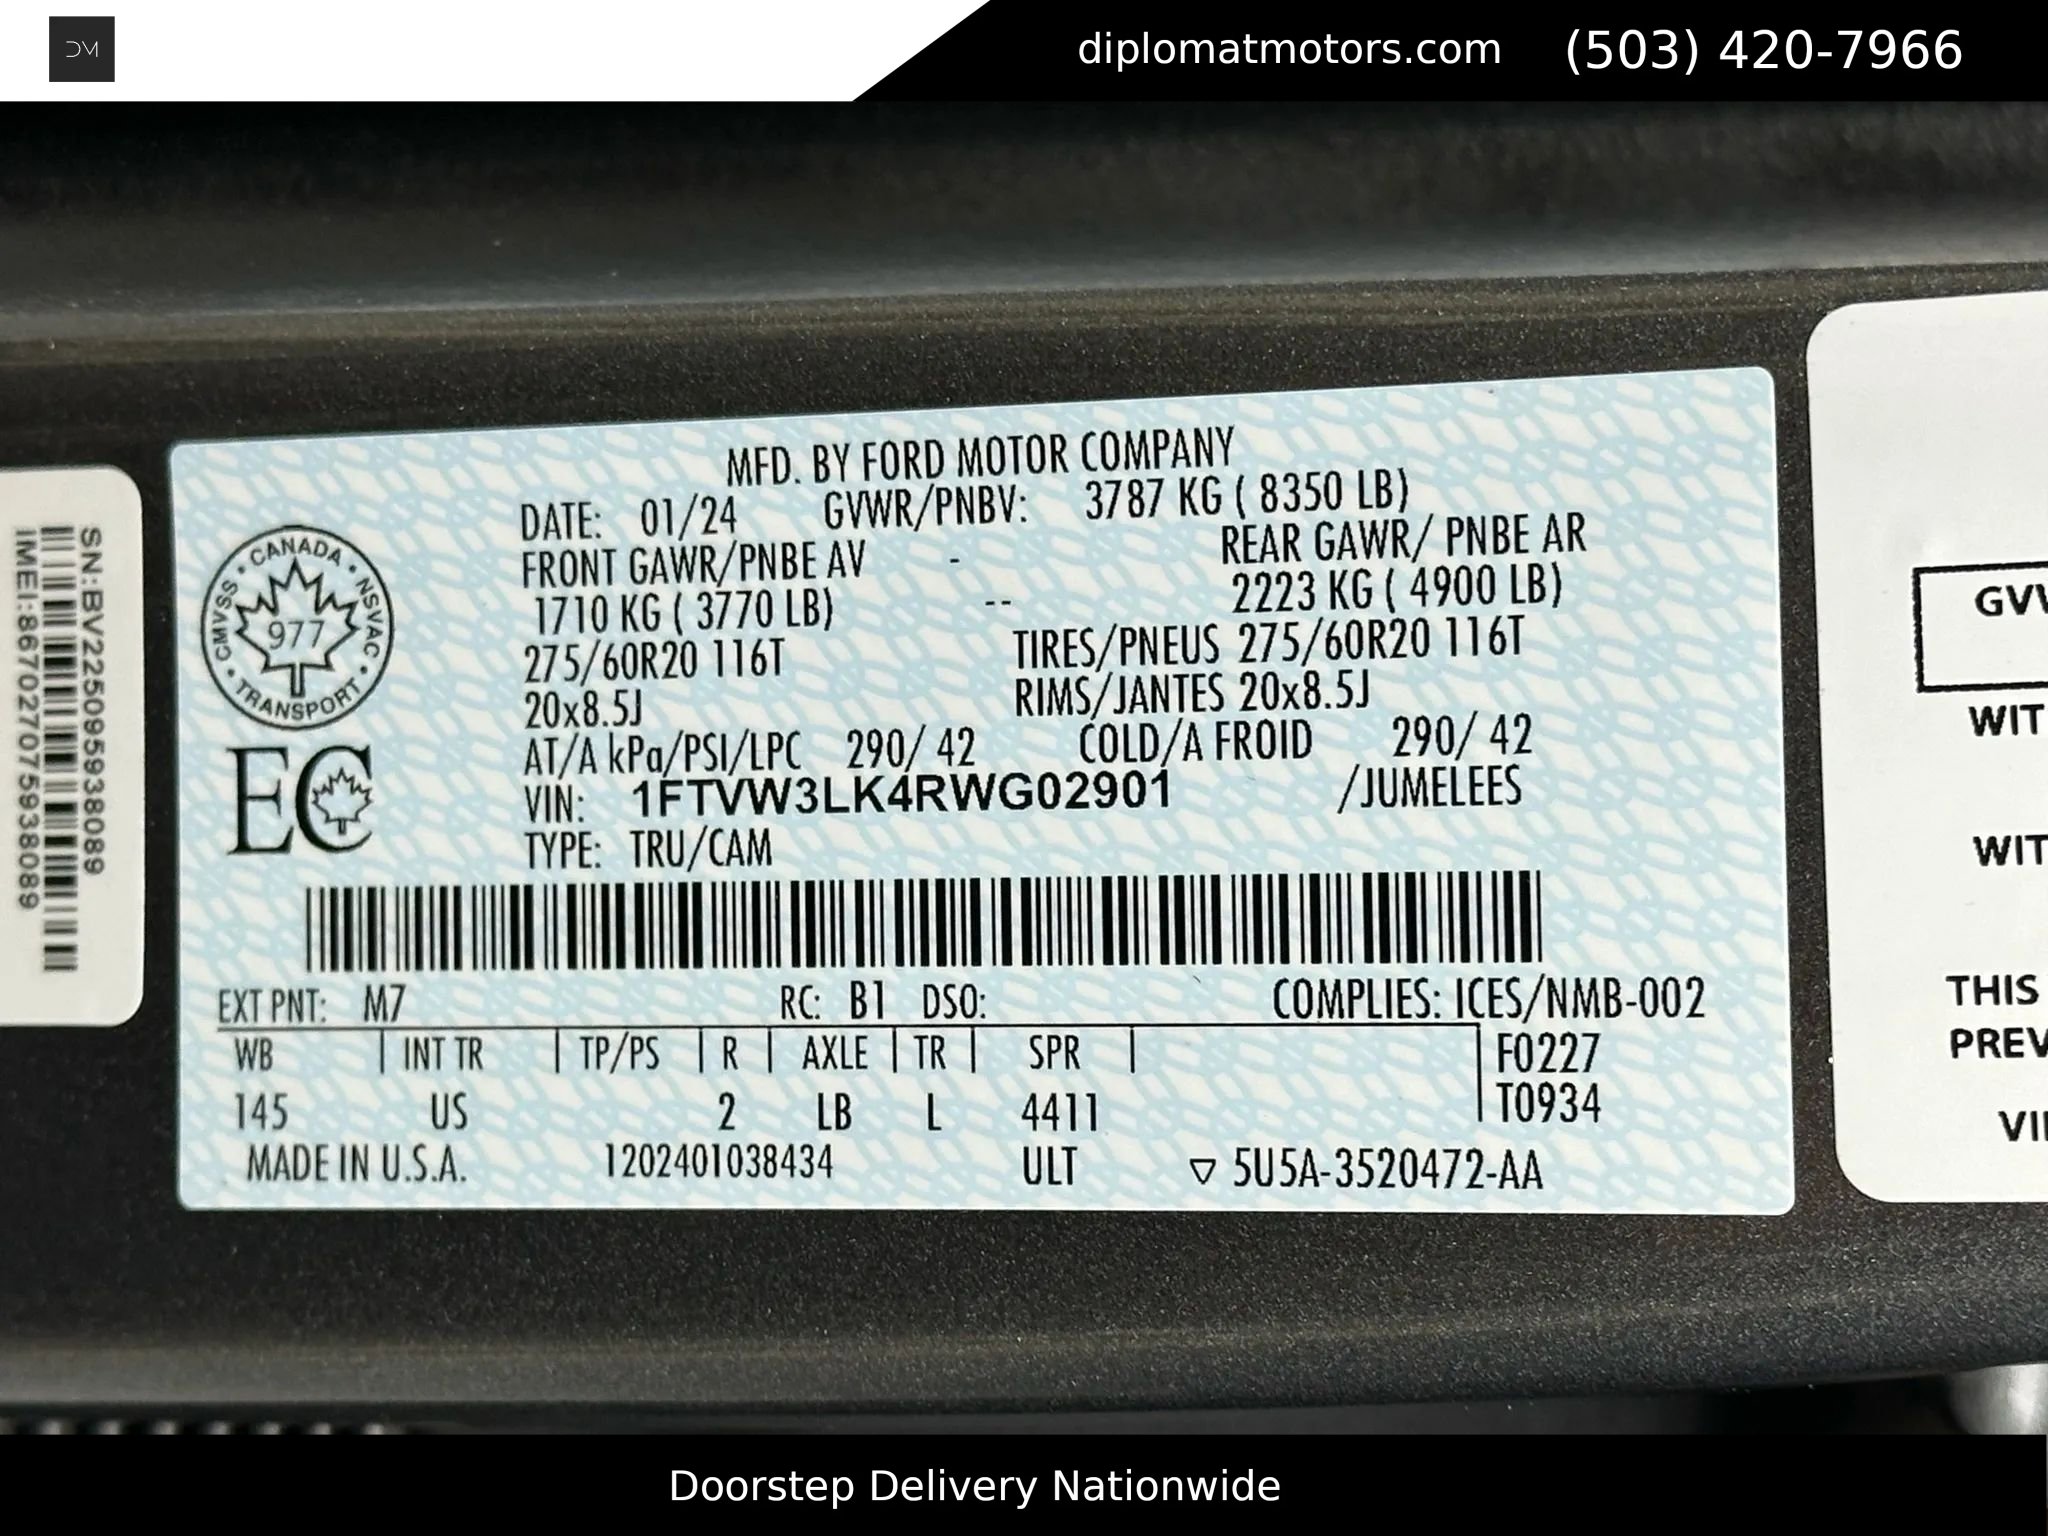 DM
diplomatmotors.com (503) 420-7966
SN:BV2250959938089
IMEI:867027075938089
MFD. BY FORD MOTOR COMPANY
DATE: 01/24 GVWR/PNBV: 3787 KG ( 8350 LB)
FRONT GAWR/PNBE AV - REAR GAWR/ PNBE AR
1710 KG ( 3770 LB) -- 2223 KG ( 4900 LB)
275/60R20 116T TIRES/PNEUS 275/60R20 116T
20x8.5J RIMS/JANTES 20x8.5J
AT/A kPa/PSI/LPC 290/ 42 COLD/A FROID 290/ 42
VIN: 1FTVW3LK4RWG02901 /JUMELEES
TYPE: TRU/CAM
CANADA • NSVAC • TRANSPORT • CMVSS •
977
EC
EXT PNT: M7 RC: B1 DSO: COMPLIES: ICES/NMB-002
WB | INT TR | TP/PS | R | AXLE | TR | SPR | F0227
145 US 2 LB L 4411 T0934
MADE IN U.S.A. 1202401038434 ULT ▽ 5U5A-3520472-AA
WIT
WIT
THIS
PREV
Doorstep Delivery Nationwide